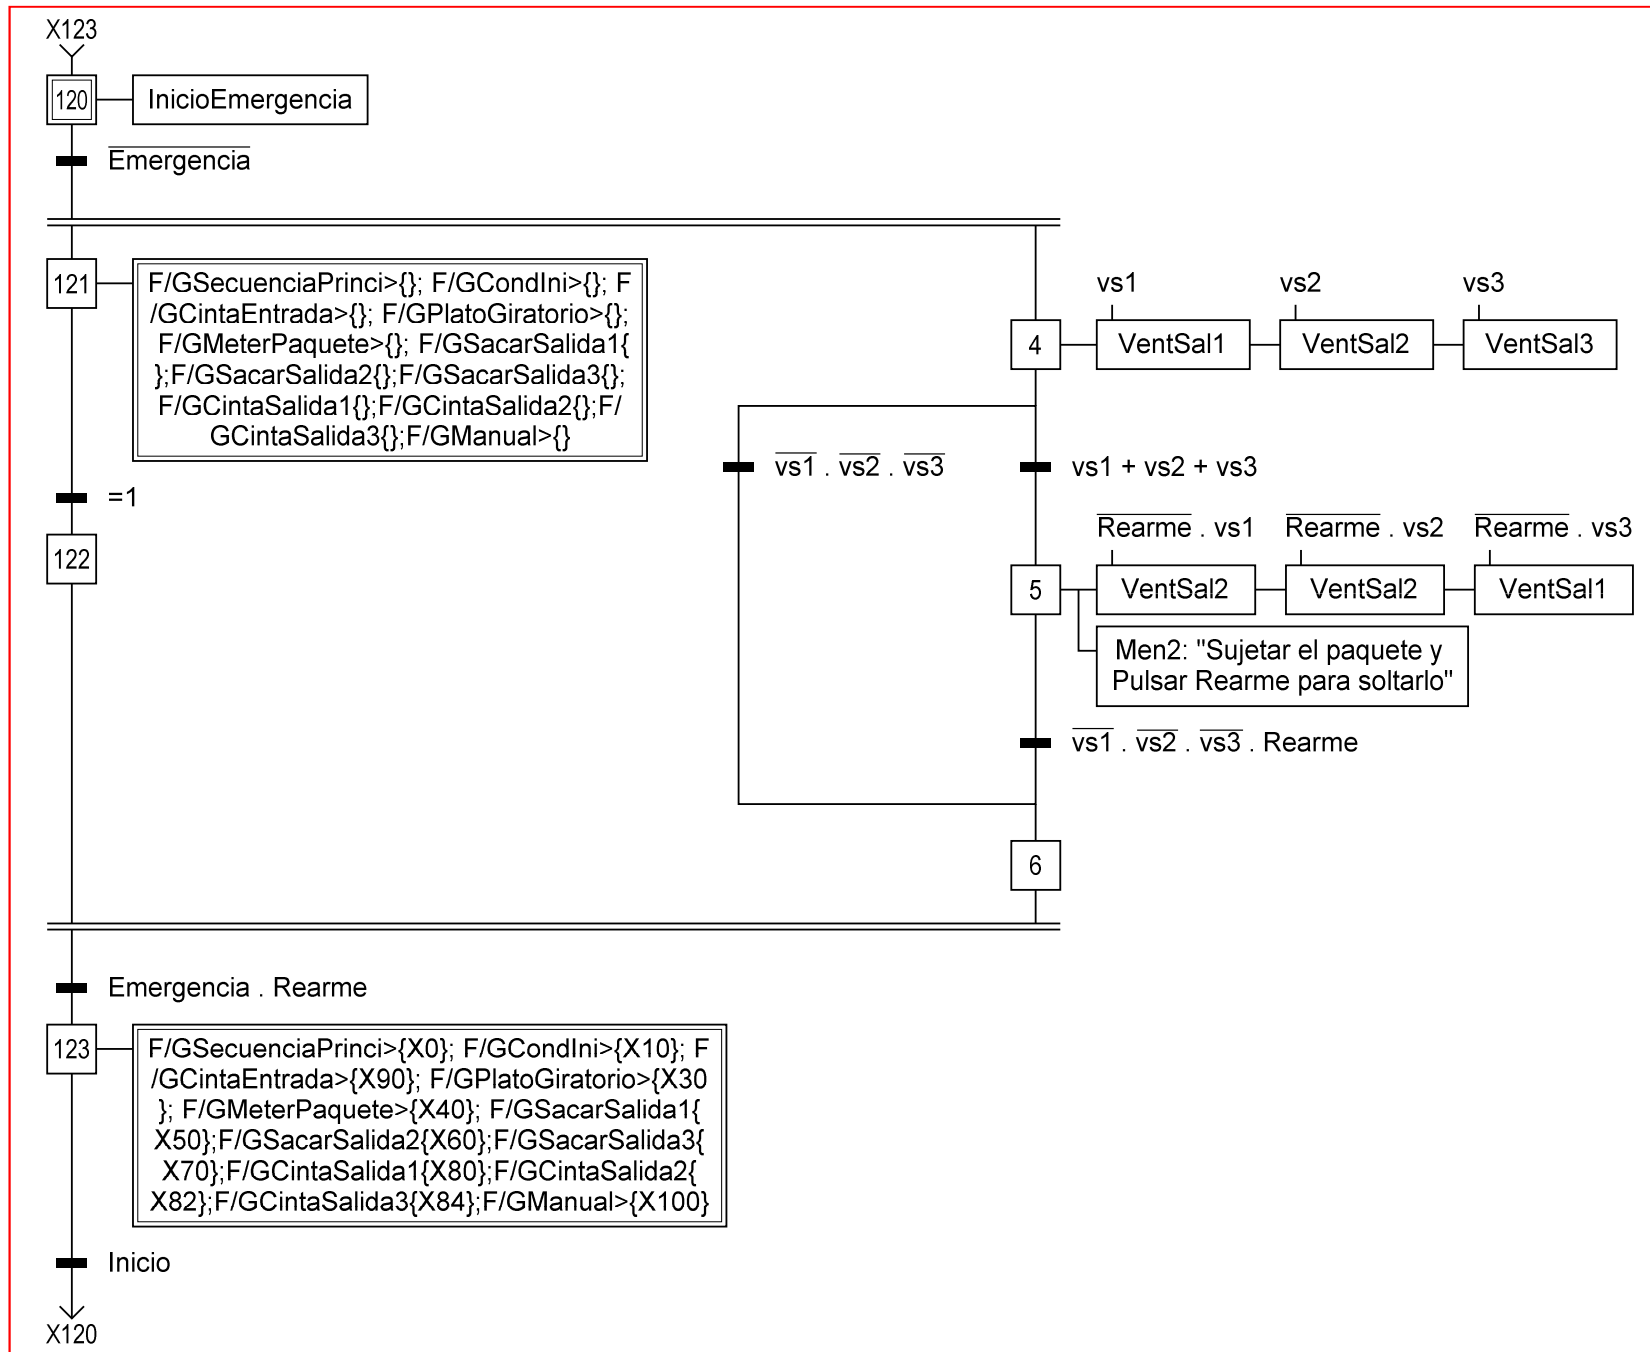 X123
120
InicioEmergencia
Emergencia
121
F/GSecuenciaPrinci>{}; F/GCondIni>{}; F
/GCintaEntrada>{}; F/GPlatoGiratorio>{};
F/GMeterPaquete>{}; F/GSacarSalida1{
};F/GSacarSalida2{};F/GSacarSalida3{};
F/GCintaSalida1{};F/GCintaSalida2{};F/
GCintaSalida3{};F/GManual>{}
=1
122
vs1 vs2 vs3
4
VentSal1 VentSal2 VentSal3
vs1 . vs2 . vs3
vs1 + vs2 + vs3
Rearme . vs1 Rearme . vs2 Rearme . vs3
5
VentSal2 VentSal2 VentSal1
Men2: "Sujetar el paquete y
Pulsar Rearme para soltarlo"
vs1 . vs2 . vs3 . Rearme
6
Emergencia . Rearme
123
F/GSecuenciaPrinci>{X0}; F/GCondIni>{X10}; F
/GCintaEntrada>{X90}; F/GPlatoGiratorio>{X30
}; F/GMeterPaquete>{X40}; F/GSacarSalida1{
X50};F/GSacarSalida2{X60};F/GSacarSalida3{
X70};F/GCintaSalida1{X80};F/GCintaSalida2{
X82};F/GCintaSalida3{X84};F/GManual>{X100}
Inicio
X120